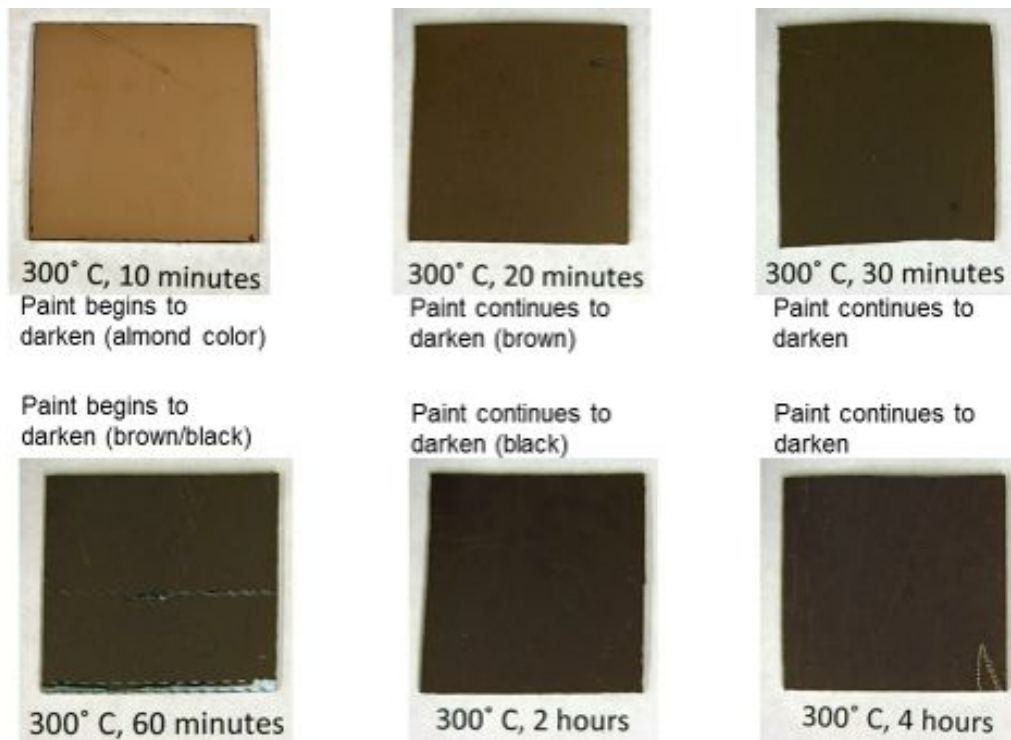 300° C, 10 minutes
Paint begins to
darken (almond color)
300° C, 20 minutes
Paint continues to
darken (brown)
300° C, 30 minutes
Paint continues to
darken
Paint begins to
darken (brown/black)
300° C, 60 minutes
Paint continues to
darken (black)
300° C, 2 hours
Paint continues to
darken
300° C, 4 hours